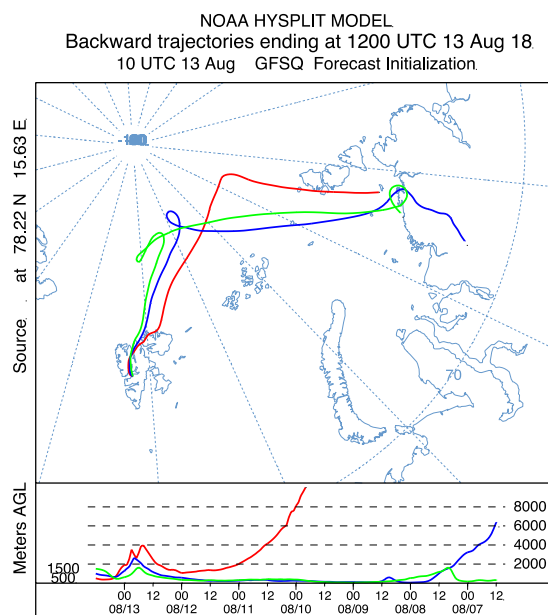 NOAA HYSPLIT MODEL
Backward trajectories ending at 1200 UTC 13 Aug 18
10 UTC 13 Aug GFSQ Forecast Initialization
Source at 78.22 N 15.63 E
70
Meters AGL
1500
500
8000
6000
4000
2000
00 12 00 12 00 12 00 12 00 12 00 12 00 12
08/13 08/12 08/11 08/10 08/09 08/08 08/07